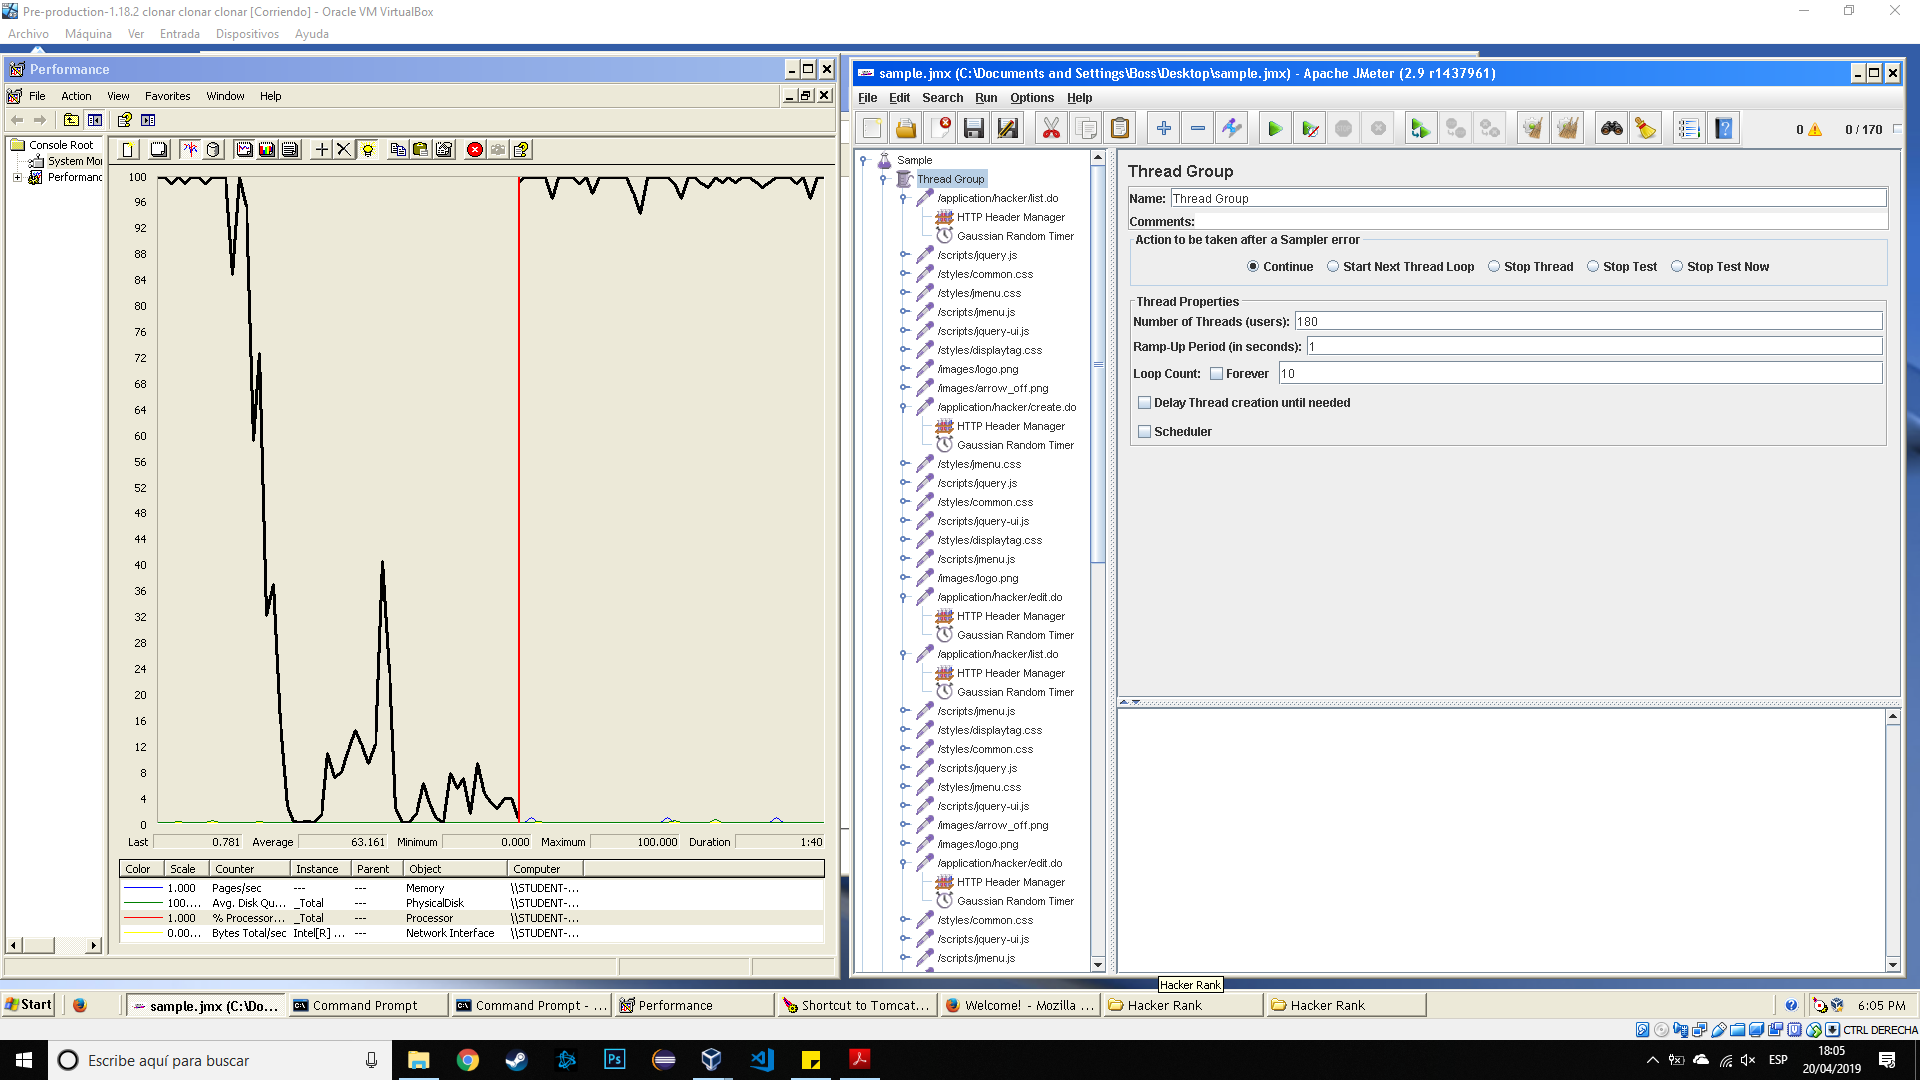 Pre-production-1.18.2 clonar clonar clonar [Corriendo] - Oracle VM VirtualBox
Archivo Máquina Ver Entrada Dispositivos Ayuda
Performance
File Action View Favorites Window Help
Console Root
System Mo
Performanc
100
96
92
88
84
80
76
72
68
64
60
56
52
48
44
40
36
32
28
24
20
16
12
8
4
0
Last 0.781 Average 63.161 Minimum 0.000 Maximum 100.000 Duration 1:40
Color Scale Counter Instance Parent Object Computer
1.000 Pages/sec --- --- Memory \\STUDENT-...
100.... Avg. Disk Qu... _Total --- PhysicalDisk \\STUDENT-...
1.000 % Processor... _Total --- Processor \\STUDENT-...
0.00... Bytes Total/sec Intel[R] ... --- Network Interface \\STUDENT-...
sample.jmx (C:\Documents and Settings\Boss\Desktop\sample.jmx) - Apache JMeter (2.9 r1437961)
File Edit Search Run Options Help
0 0 / 170
Sample
Thread Group
/application/hacker/list.do
HTTP Header Manager
Gaussian Random Timer
/scripts/jquery.js
/styles/common.css
/styles/jmenu.css
/scripts/jmenu.js
/scripts/jquery-ui.js
/styles/displaytag.css
/images/logo.png
/images/arrow_off.png
/application/hacker/create.do
HTTP Header Manager
Gaussian Random Timer
/styles/jmenu.css
/scripts/jquery.js
/styles/common.css
/scripts/jquery-ui.js
/styles/displaytag.css
/scripts/jmenu.js
/images/logo.png
/application/hacker/edit.do
HTTP Header Manager
Gaussian Random Timer
/application/hacker/list.do
HTTP Header Manager
Gaussian Random Timer
/scripts/jmenu.js
/styles/displaytag.css
/styles/common.css
/scripts/jquery.js
/styles/jmenu.css
/scripts/jquery-ui.js
/images/arrow_off.png
/images/logo.png
/application/hacker/edit.do
HTTP Header Manager
Gaussian Random Timer
/styles/common.css
/scripts/jquery-ui.js
/scripts/jmenu.js
Thread Group
Name: Thread Group
Comments:
Action to be taken after a Sampler error
Continue Start Next Thread Loop Stop Thread Stop Test Stop Test Now
Thread Properties
Number of Threads (users): 180
Ramp-Up Period (in seconds): 1
Loop Count: Forever 10
Delay Thread creation until needed
Scheduler
Hacker Rank
Start sample.jmx (C:\Do... Command Prompt Command Prompt - ... Performance Shortcut to Tomcat... Welcome! - Mozilla ... Hacker Rank Hacker Rank 6:05 PM
CTRL DERECHA
Escribe aquí para buscar
Ps
ESP
18:05
20/04/2019